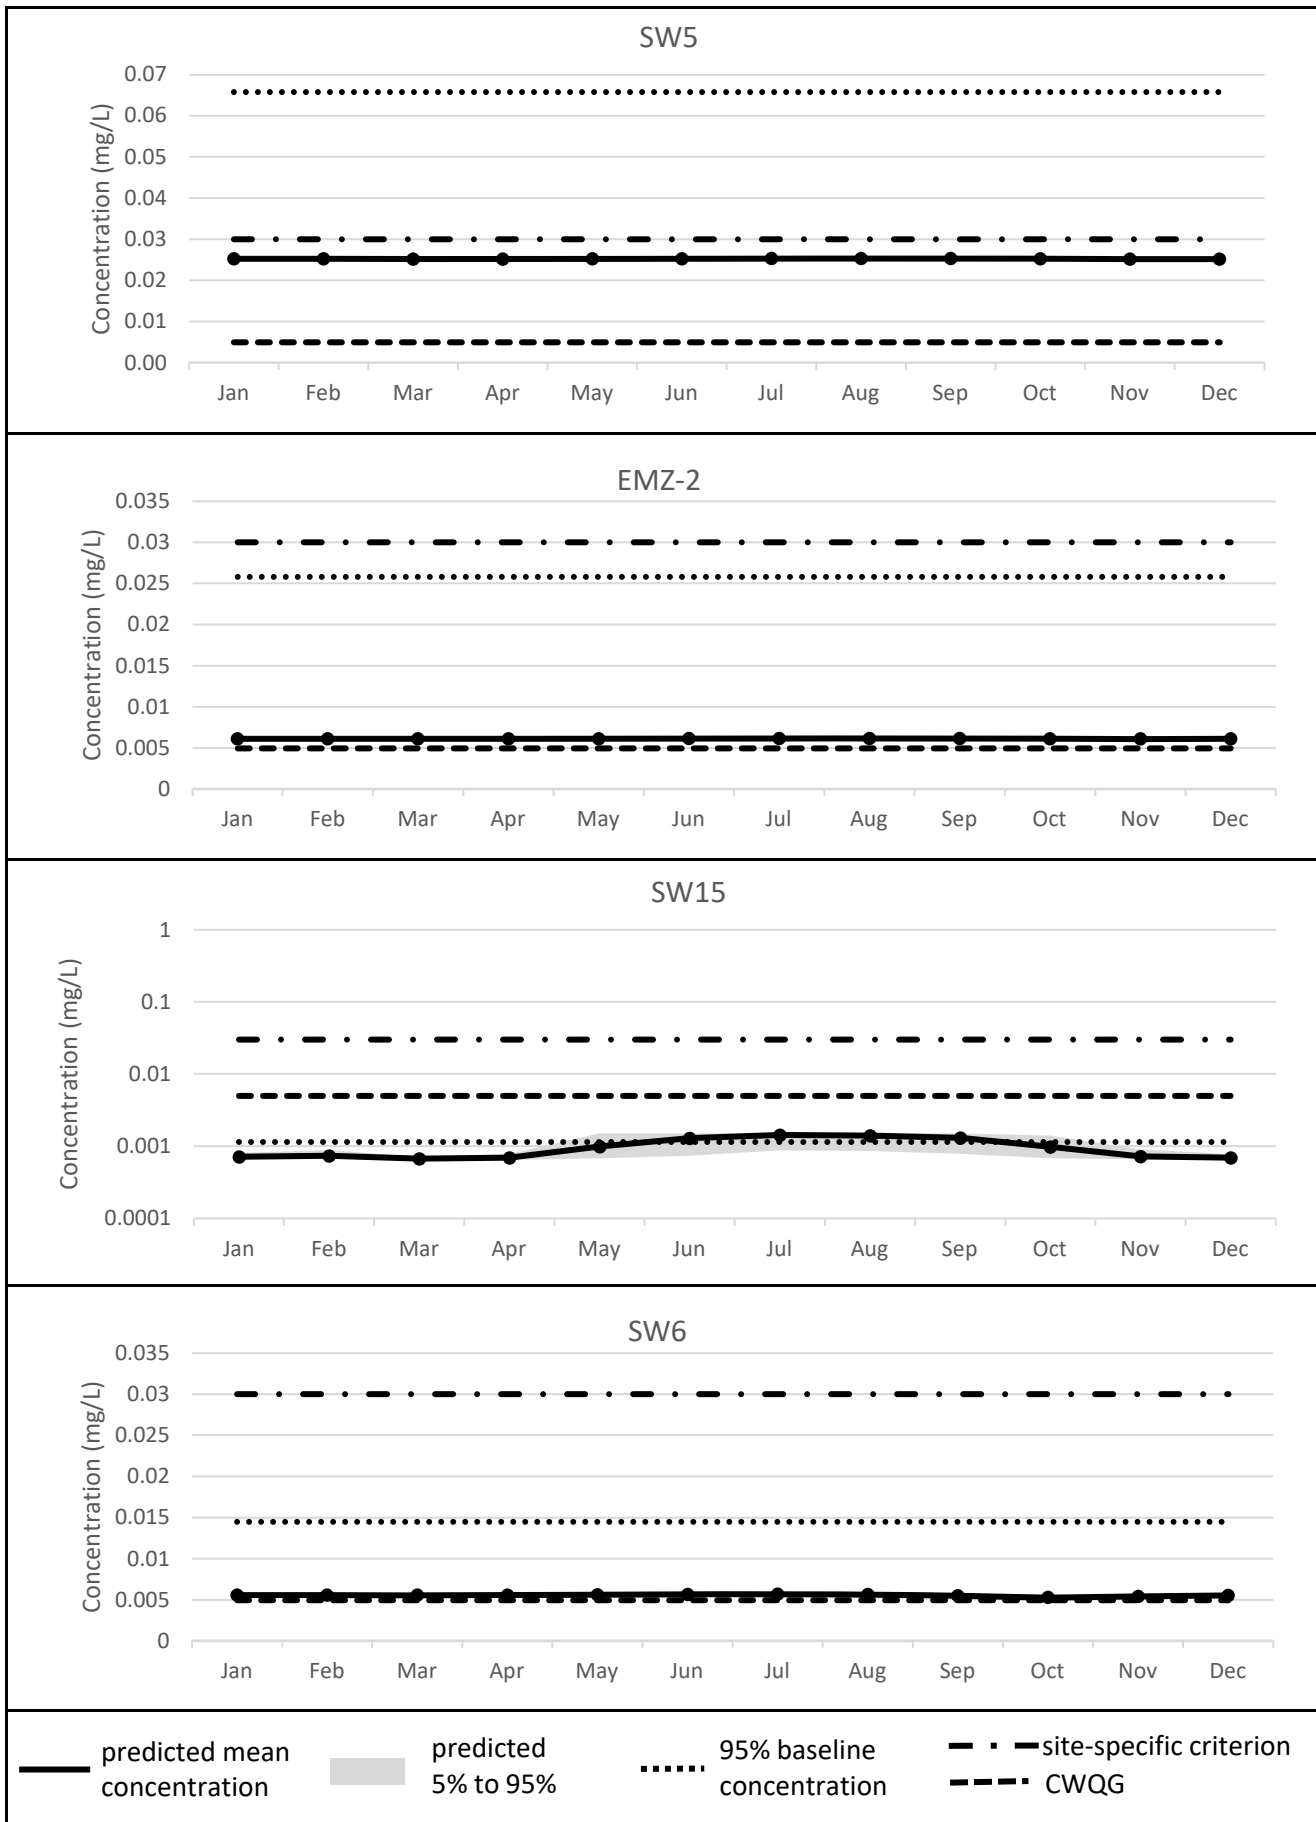 SW5
Concentration (mg/L)
0.07
0.06
0.05
0.04
0.03
0.02
0.01
0.00
Jan Feb Mar Apr May Jun Jul Aug Sep Oct Nov Dec
EMZ-2
Concentration (mg/L)
0.035
0.03
0.025
0.02
0.015
0.01
0.005
0
Jan Feb Mar Apr May Jun Jul Aug Sep Oct Nov Dec
SW15
Concentration (mg/L)
1
0.1
0.01
0.001
0.0001
Jan Feb Mar Apr May Jun Jul Aug Sep Oct Nov Dec
SW6
Concentration (mg/L)
0.035
0.03
0.025
0.02
0.015
0.01
0.005
0
Jan Feb Mar Apr May Jun Jul Aug Sep Oct Nov Dec
predicted mean
concentration
predicted
5% to 95%
95% baseline
concentration
site-specific criterion
CWQG